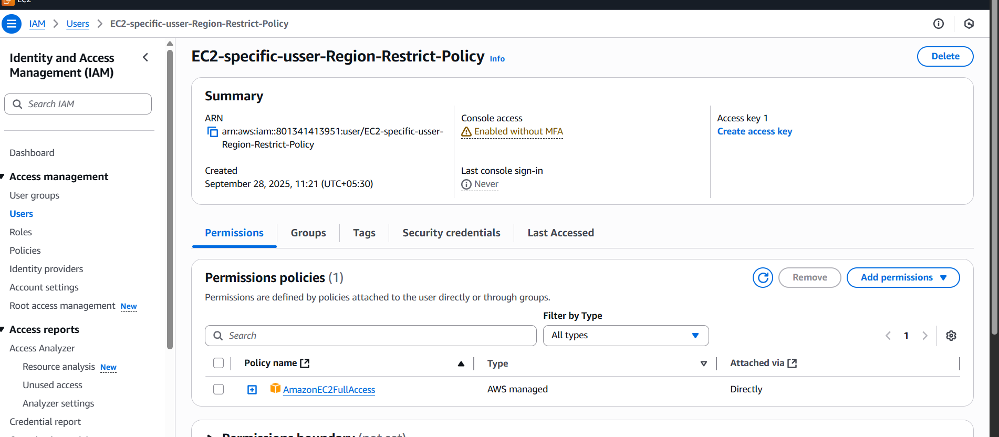 EC2
IAM > Users > EC2-specific-usser-Region-Restrict-Policy
Identity and Access
Management (IAM)
Search IAM
Dashboard
Access management
User groups
Users
Roles
Policies
Identity providers
Account settings
Root access management New
Access reports
Access Analyzer
Resource analysis New
Unused access
Analyzer settings
Credential report
EC2-specific-usser-Region-Restrict-Policy Info
Delete
Summary
ARN
arn:aws:iam::801341413951:user/EC2-specific-usser-
Region-Restrict-Policy
Console access
Enabled without MFA
Access key 1
Create access key
Created
September 28, 2025, 11:21 (UTC+05:30)
Last console sign-in
Never
Permissions
Groups
Tags
Security credentials
Last Accessed
Permissions policies (1)
Remove
Add permissions
Permissions are defined by policies attached to the user directly or through groups.
Filter by Type
Search
All types
1
Policy name
Type
Attached via
AmazonEC2FullAccess
AWS managed
Directly
Permissions boundary (not set)